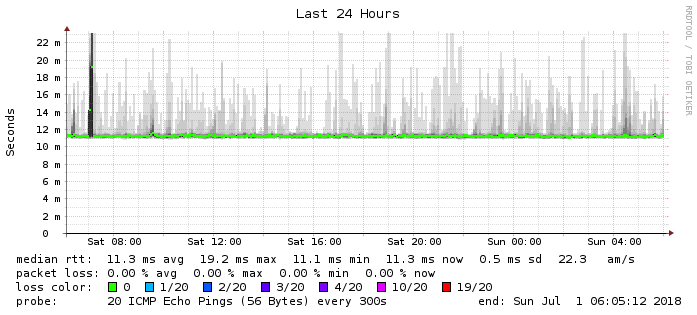 Last 24 Hours
RRDTOOL / TOBI OETIKER
Seconds
22 m
20 m
18 m
16 m
14 m
12 m
10 m
8 m
6 m
4 m
2 m
0
Sat 08:00 Sat 12:00 Sat 16:00 Sat 20:00 Sun 00:00 Sun 04:00
median rtt: 11.3 ms avg 19.2 ms max 11.1 ms min 11.3 ms now 0.5 ms sd 22.3 am/s
packet loss: 0.00 % avg 0.00 % max 0.00 % min 0.00 % now
loss color: 0 1/20 2/20 3/20 4/20 10/20 19/20
probe: 20 ICMP Echo Pings (56 Bytes) every 300s end: Sun Jul 1 06:05:12 2018